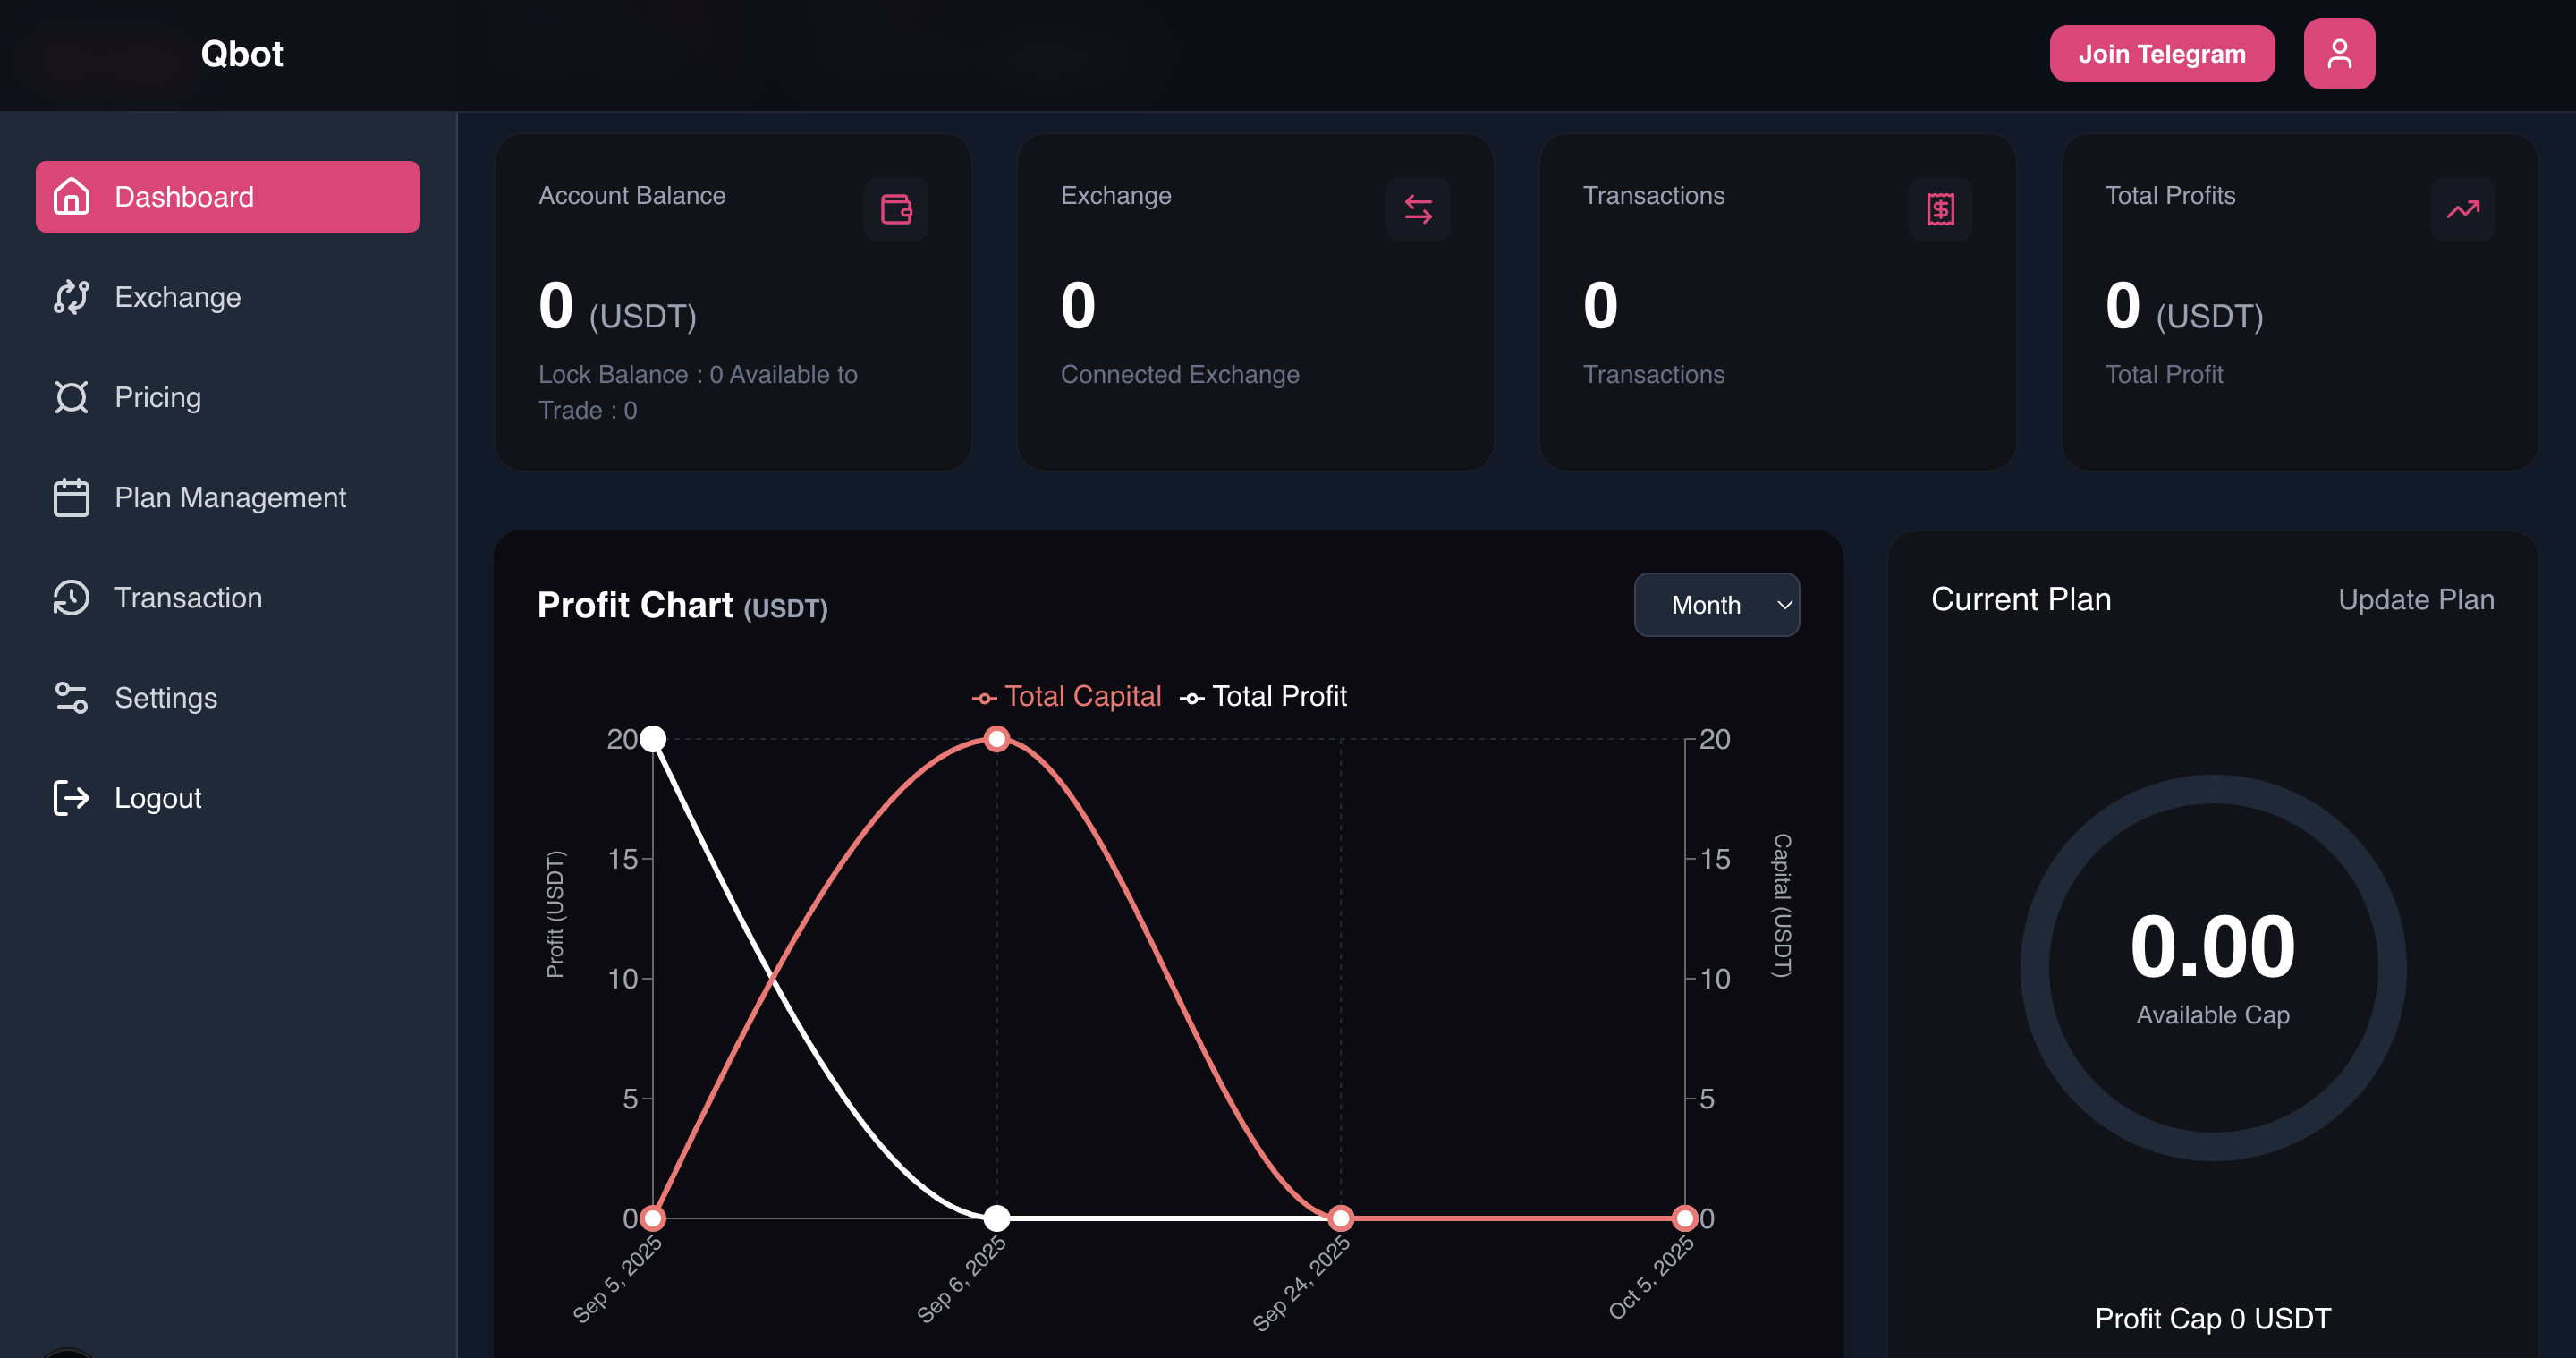 Qbot
Join Telegram
Dashboard
Exchange
Pricing
Plan Management
Transaction
Settings
Logout
Account Balance
0 (USDT)
Lock Balance : 0 Available to
Trade : 0
Exchange
0
Connected Exchange
Transactions
0
Transactions
Total Profits
0 (USDT)
Total Profit
Profit Chart (USDT)
Month
Total Capital Total Profit
Profit (USDT)
20
15
10
5
0
20
15
10
5
0
Capital (USDT)
Sep 5, 2025
Sep 6, 2025
Sep 24, 2025
Oct 5, 2025
Current Plan
Update Plan
0.00
Available Cap
Profit Cap 0 USDT